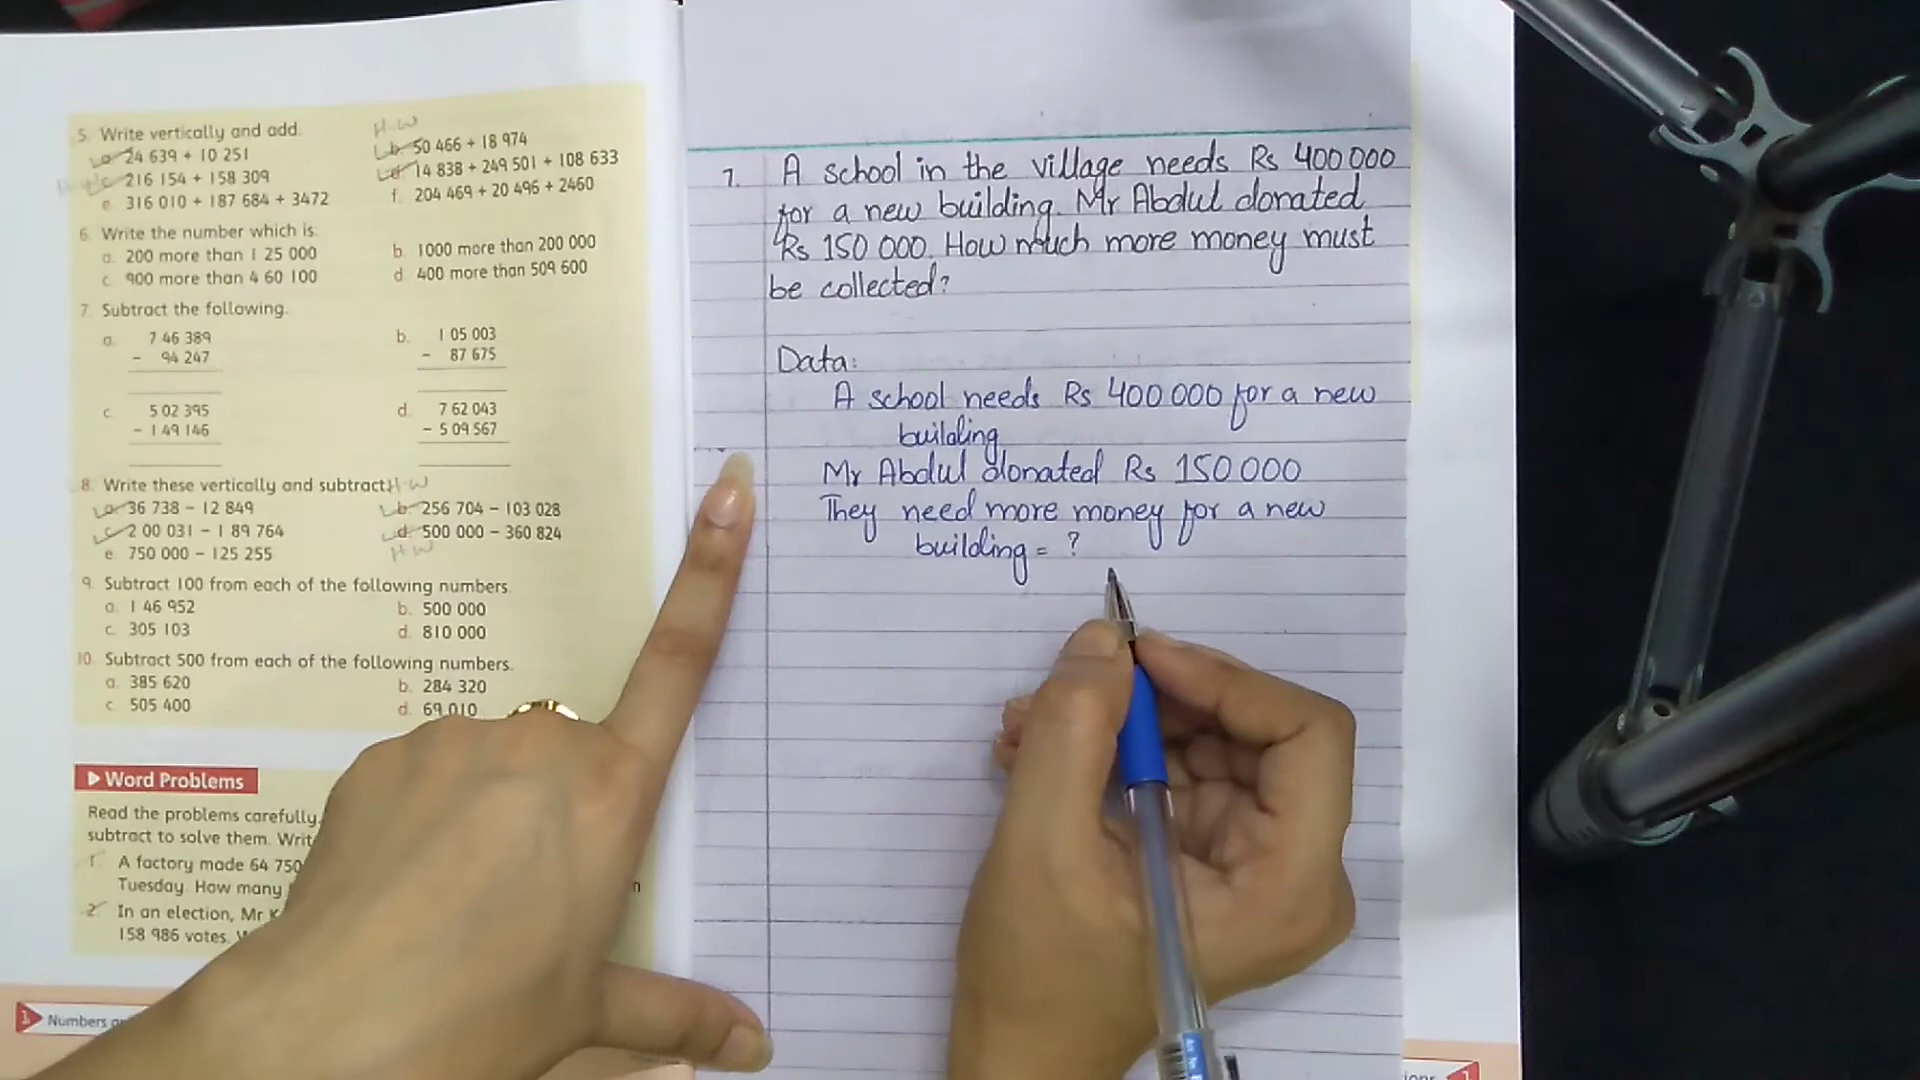 5. Write vertically and add.
H.W
a. 24 639 + 10 251
b. 50 466 + 18 974
c. 216 154 + 158 309
d. 14 838 + 249 501 + 108 633
e. 316 010 + 187 684 + 3472
f. 204 469 + 20 496 + 2460
6. Write the number which is:
a. 200 more than 1 25 000
b. 1000 more than 200 000
c. 900 more than 4 60 100
d. 400 more than 509 600
7. Subtract the following.
a. 7 46 389
- 94 247
b. 1 05 003
- 87 675
c. 5 02 395
- 1 49 146
d. 7 62 043
- 5 09 567
8. Write these vertically and subtract. H-W
a. 36 738 – 12 849
b. 256 704 – 103 028
c. 2 00 031 – 1 89 764
d. 500 000 – 360 824
e. 750 000 – 125 255
H W
9. Subtract 100 from each of the following numbers.
a. 1 46 952
b. 500 000
c. 305 103
d. 810 000
10. Subtract 500 from each of the following numbers.
a. 385 620
b. 284 320
c. 505 400
d. 69 010
Word Problems
Read the problems carefully.
subtract to solve them.
1. A factory made 64 750
Tuesday. How many
2. In an election, Mr
158 986 votes.
1 Numbers
7. A school in the village needs Rs 400 000
for a new building. Mr Abdul donated
Rs 150 000. How much more money must
be collected?
Data:
A school needs Rs 400 000 for a new
building
Mr Abdul donated Rs 150 000
They need more money for a new
building = ?
1